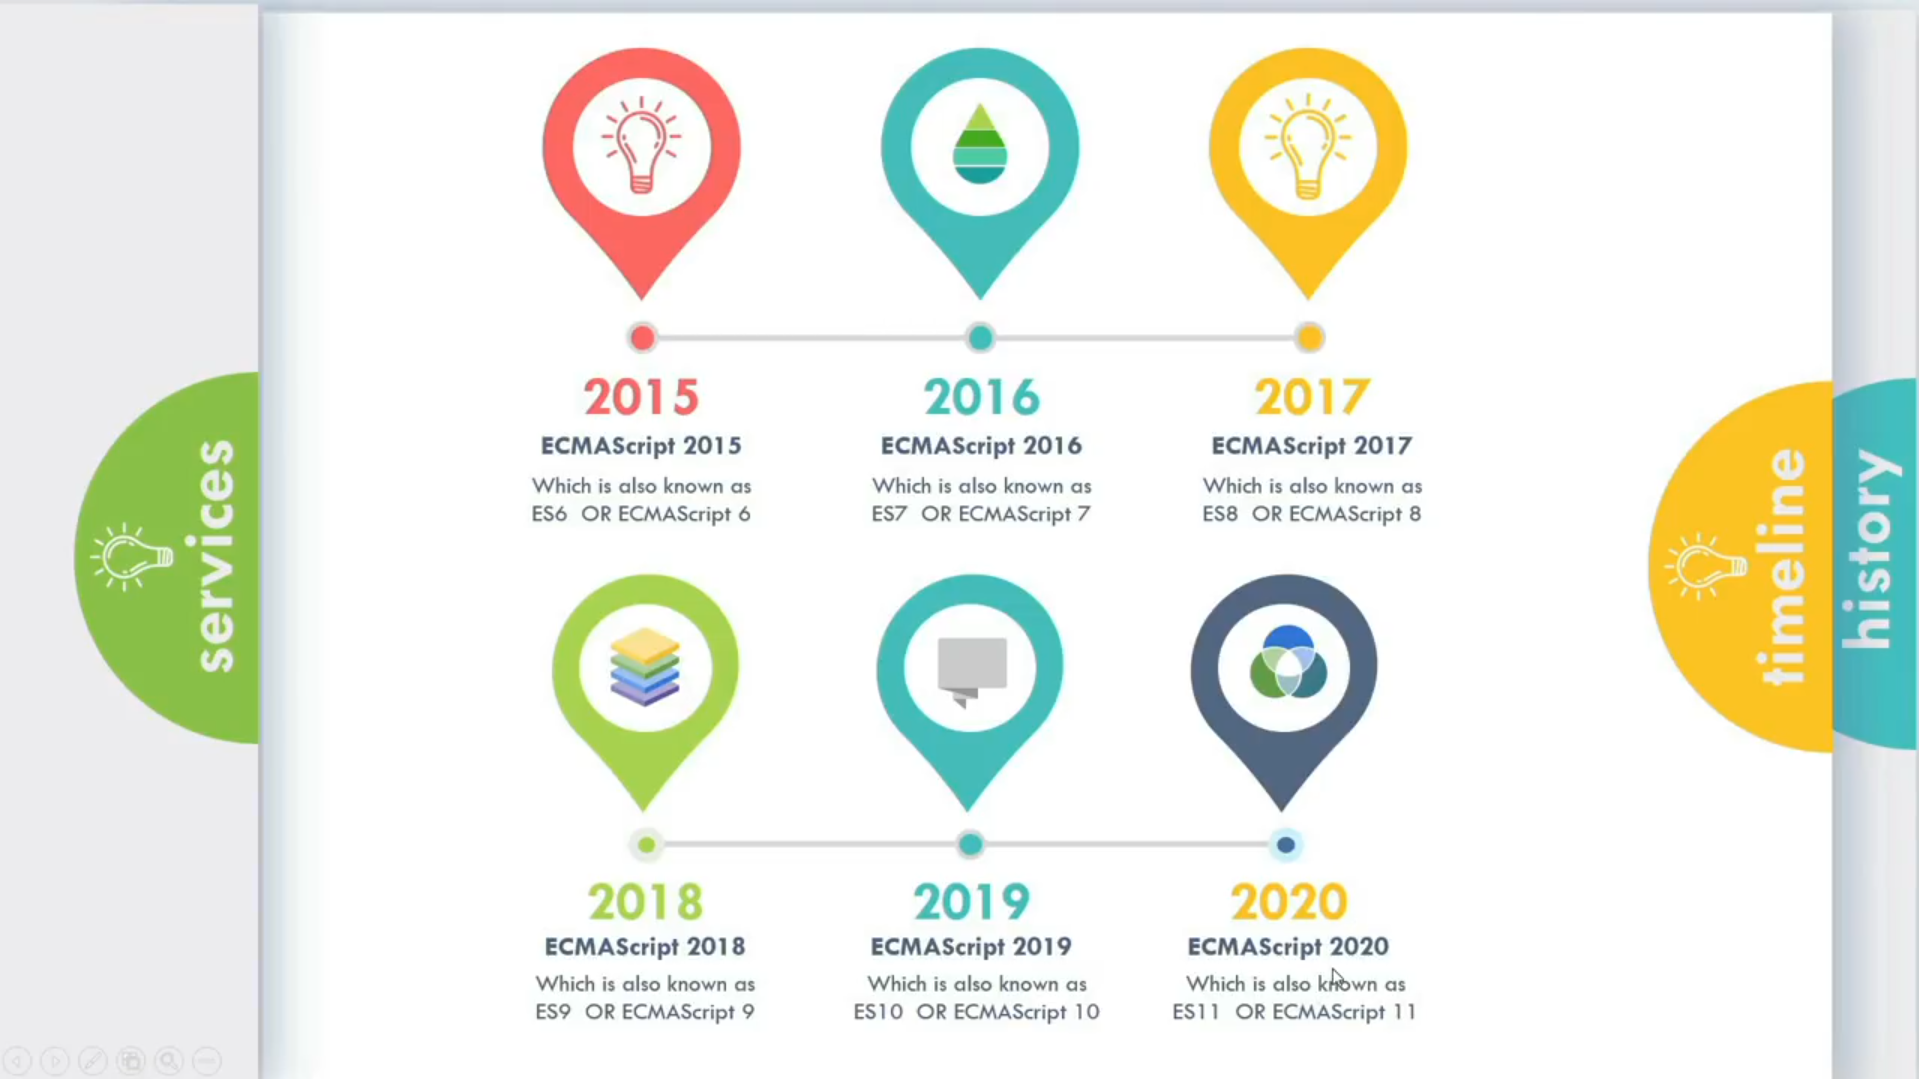 services
2015
ECMAScript 2015
Which is also known as
ES6 OR ECMAScript 6
2016
ECMAScript 2016
Which is also known as
ES7 OR ECMAScript 7
2017
ECMAScript 2017
Which is also known as
ES8 OR ECMAScript 8
2018
ECMAScript 2018
Which is also known as
ES9 OR ECMAScript 9
2019
ECMAScript 2019
Which is also known as
ES10 OR ECMAScript 10
2020
ECMAScript 2020
Which is also known as
ES11 OR ECMAScript 11
timeline
history